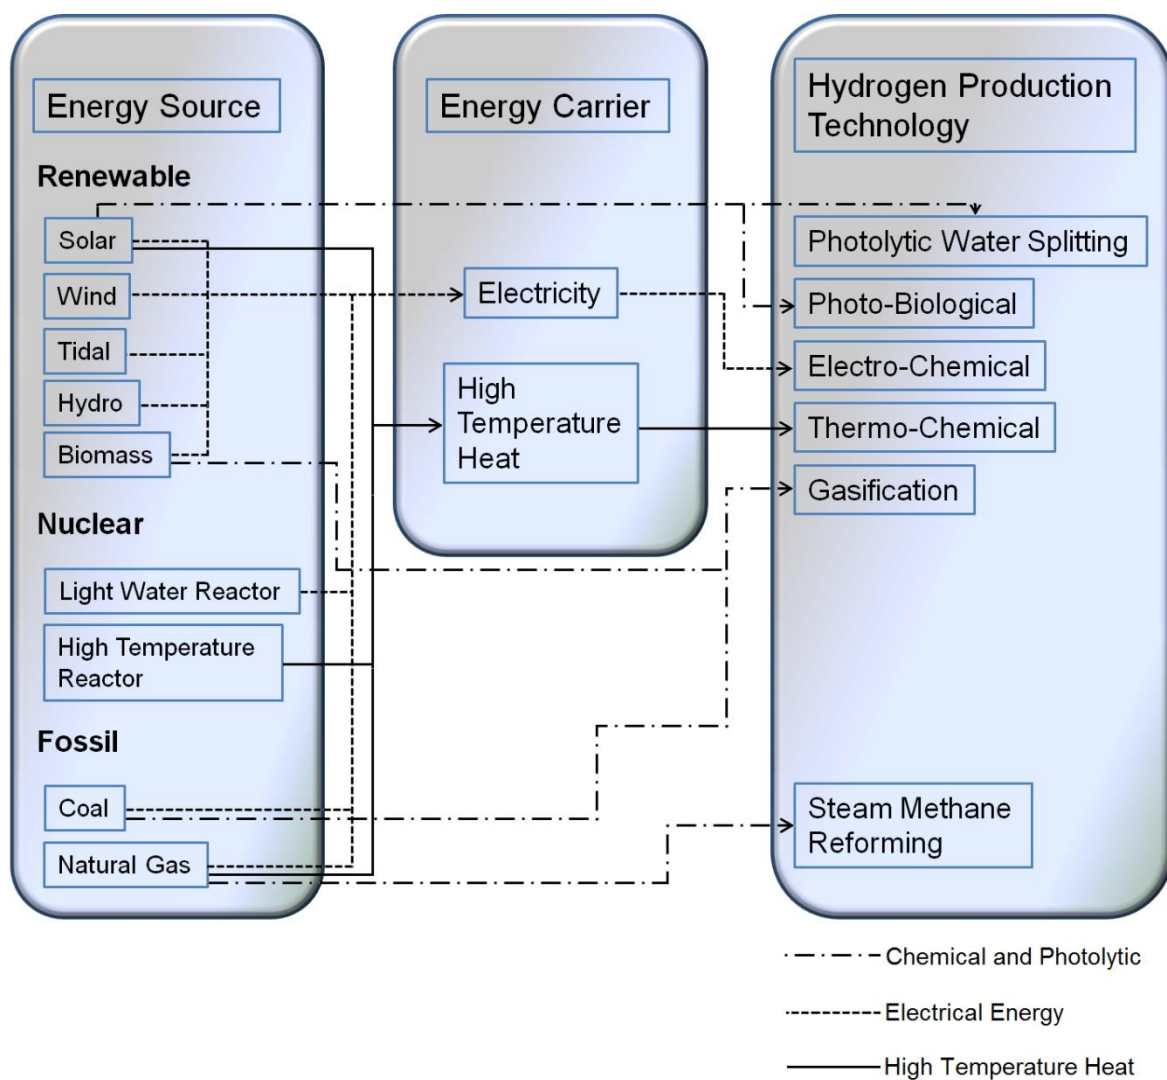 Energy Source
Renewable
Solar
Wind
Tidal
Hydro
Biomass
Nuclear
Light Water Reactor
High Temperature
Reactor
Fossil
Coal
Natural Gas
Energy Carrier
Electricity
High
Temperature
Heat
Hydrogen Production
Technology
Photolytic Water Splitting
Photo-Biological
Electro-Chemical
Thermo-Chemical
Gasification
Steam Methane
Reforming
Chemical and Photolytic
Electrical Energy
High Temperature Heat